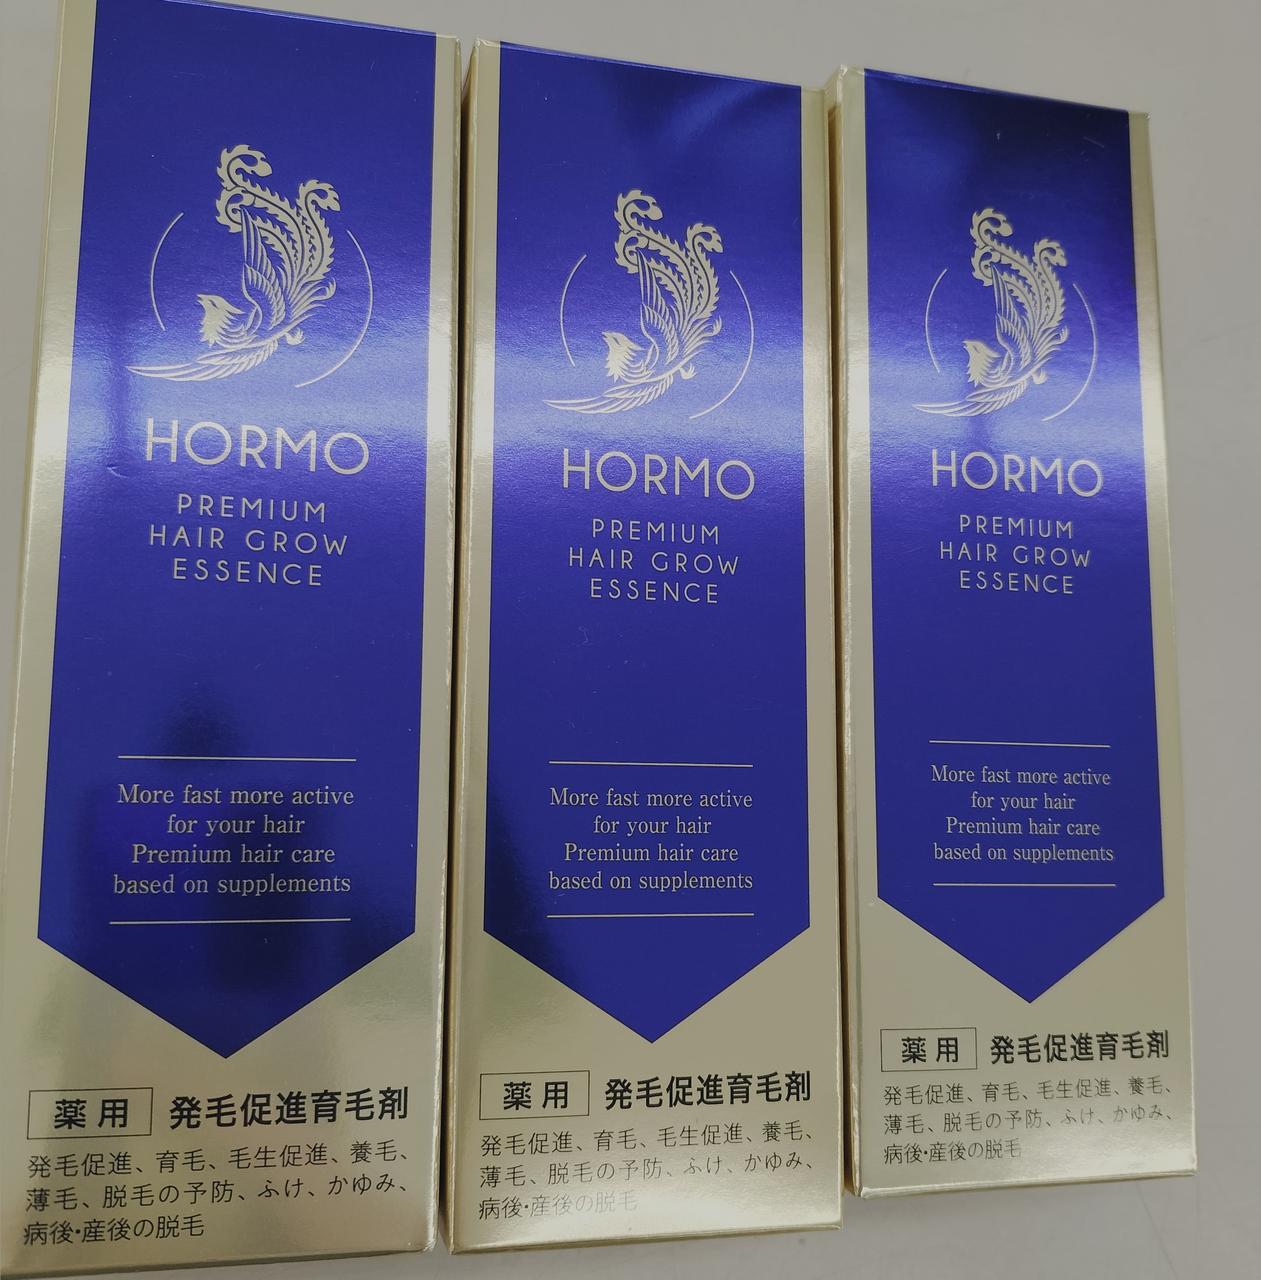 HORMO
PREMIUM
HAIR GROW
ESSENCE
More fast more active
for your hair
Premium hair care
based on supplements
薬用 発毛促進育毛剤
発毛促進、育毛、毛生促進、養毛、
薄毛、脱毛の予防、ふけ、かゆみ、
病後・産後の脱毛
HORMO
PREMIUM
HAIR GROW
ESSENCE
More fast more active
for your hair
Premium hair care
based on supplements
薬用 発毛促進育毛剤
発毛促進、育毛、毛生促進、養毛、
薄毛、脱毛の予防、ふけ、かゆみ、
病後・産後の脱毛
HORMO
PREMIUM
HAIR GROW
ESSENCE
More fast more active
for your hair
Premium hair care
based on supplements
薬用 発毛促進育毛剤
発毛促進、育毛、毛生促進、養毛、
薄毛、脱毛の予防、ふけ、かゆみ、
病後・産後の脱毛